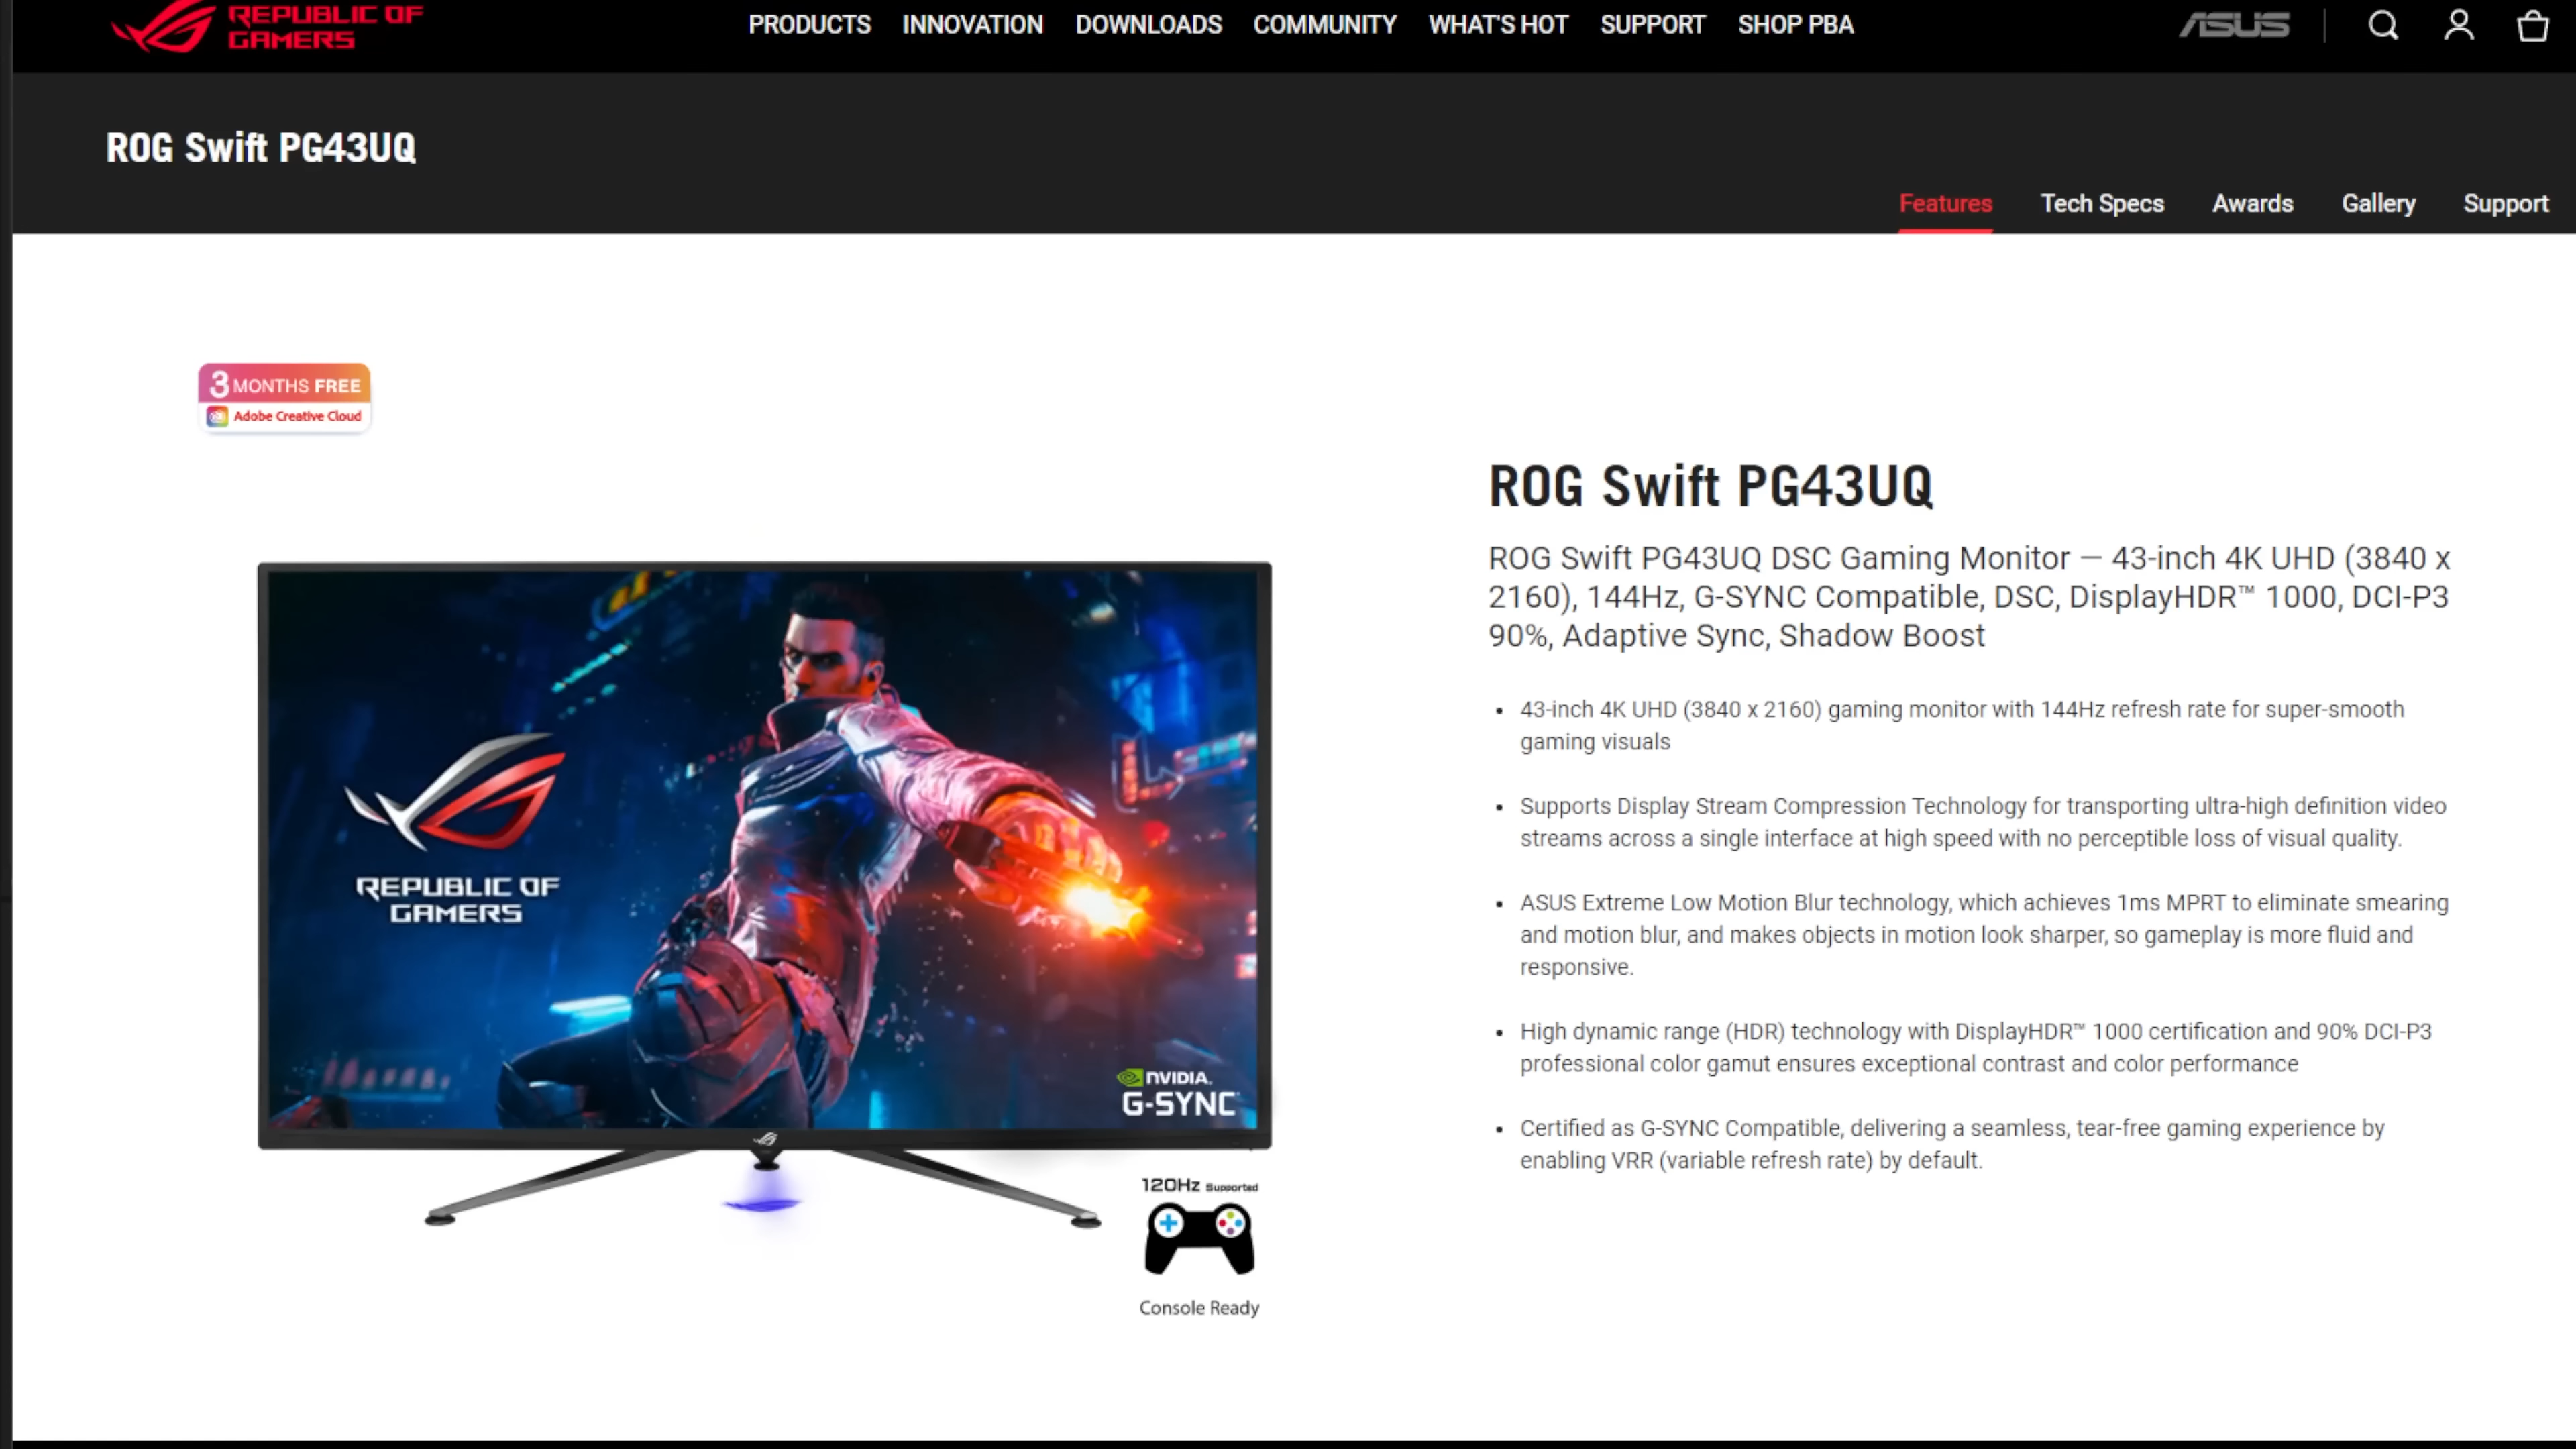 REPUBLIC OF
GAMERS
PRODUCTS INNOVATION DOWNLOADS COMMUNITY WHAT'S HOT SUPPORT SHOP PBA
ASUS
ROG Swift PG43UQ
Features Tech Specs Awards Gallery Support
3 MONTHS FREE
Adobe Creative Cloud
REPUBLIC OF
GAMERS
NVIDIA.
G-SYNC
120Hz Supported
Console Ready
ROG Swift PG43UQ
ROG Swift PG43UQ DSC Gaming Monitor — 43-inch 4K UHD (3840 x
2160), 144Hz, G-SYNC Compatible, DSC, DisplayHDR™ 1000, DCI-P3
90%, Adaptive Sync, Shadow Boost
• 43-inch 4K UHD (3840 x 2160) gaming monitor with 144Hz refresh rate for super-smooth
gaming visuals
• Supports Display Stream Compression Technology for transporting ultra-high definition video
streams across a single interface at high speed with no perceptible loss of visual quality.
• ASUS Extreme Low Motion Blur technology, which achieves 1ms MPRT to eliminate smearing
and motion blur, and makes objects in motion look sharper, so gameplay is more fluid and
responsive.
• High dynamic range (HDR) technology with DisplayHDR™ 1000 certification and 90% DCI-P3
professional color gamut ensures exceptional contrast and color performance
• Certified as G-SYNC Compatible, delivering a seamless, tear-free gaming experience by
enabling VRR (variable refresh rate) by default.